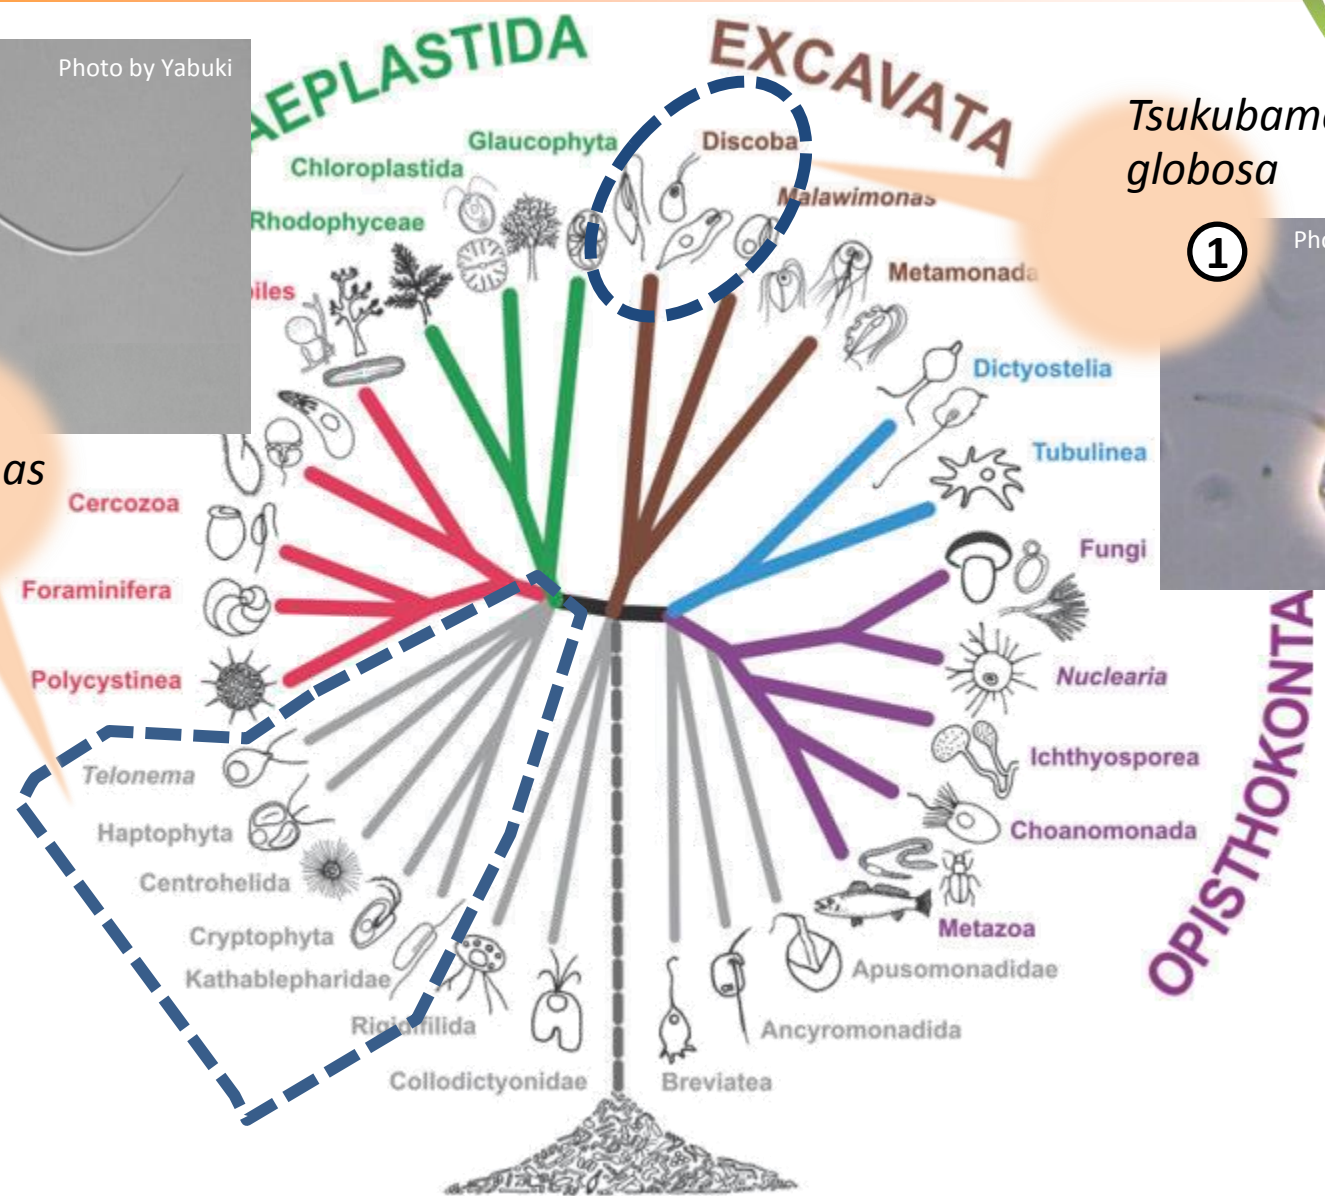 Photo by Yabuki
AEPLASTIDA
EXCAVATA
Tsukubamo
globosa
1
Pho
Glaucophyta
Discoba
Chloroplastida
Malawimonas
Rhodophyceae
Metamonada
iles
Dictyostelia
Tubulinea
as
Cercozoa
Fungi
Foraminifera
Polycystinea
Nuclearia
OPISTHOKONTA
Ichthyosporea
Telonema
Haptophyta
Choanomonada
Centrohelida
Cryptophyta
Metazoa
Kathablepharidae
Apusomonadidae
Rigidifilida
Ancyromonadida
Collodictyonidae
Breviatea